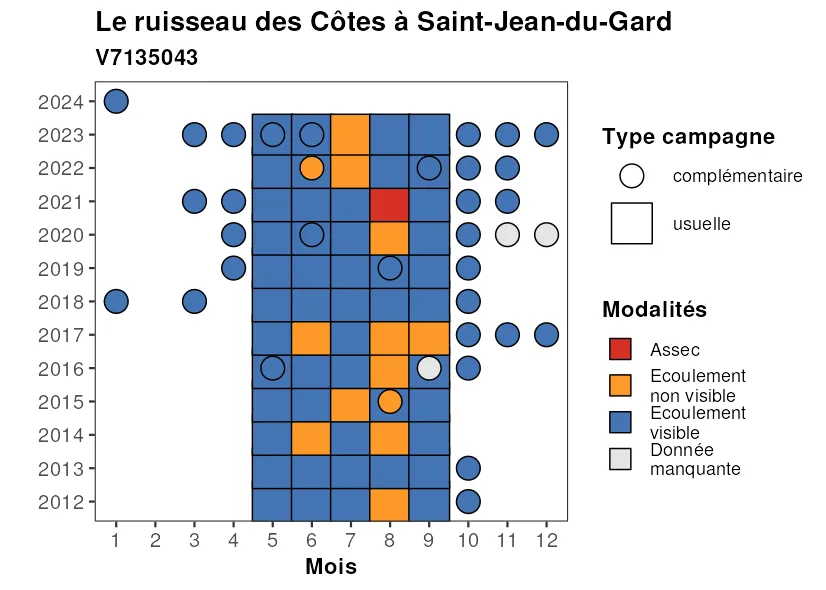 Le ruisseau des Côtes à Saint-Jean-du-Gard
V7135043
2024
2023
2022
2021
2020
2019
2018
2017
2016
2015
2014
2013
2012
1 2 3 4 5 6 7 8 9 10 11 12
Mois
Type campagne
complémentaire
usuelle
Modalités
Assec
Ecoulement
non visible
Ecoulement
visible
Donnée
manquante